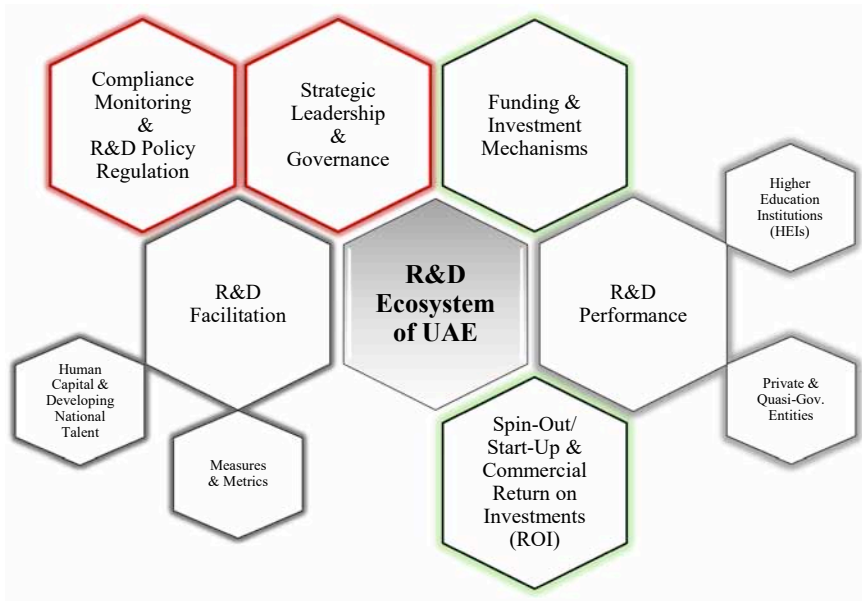 Compliance
Monitoring
&
R&D Policy
Regulation
Strategic
Leadership
&
Governance
Funding &
Investment
Mechanisms
Higher
Education
Institutions
(HEIs)
R&D
Facilitation
R&D
Ecosystem
of UAE
R&D
Performance
Human
Capital &
Developing
National
Talent
Measures
& Metrics
Spin-Out/
Start-Up &
Commercial
Return on
Investments
(ROI)
Private &
Quasi-Gov.
Entities